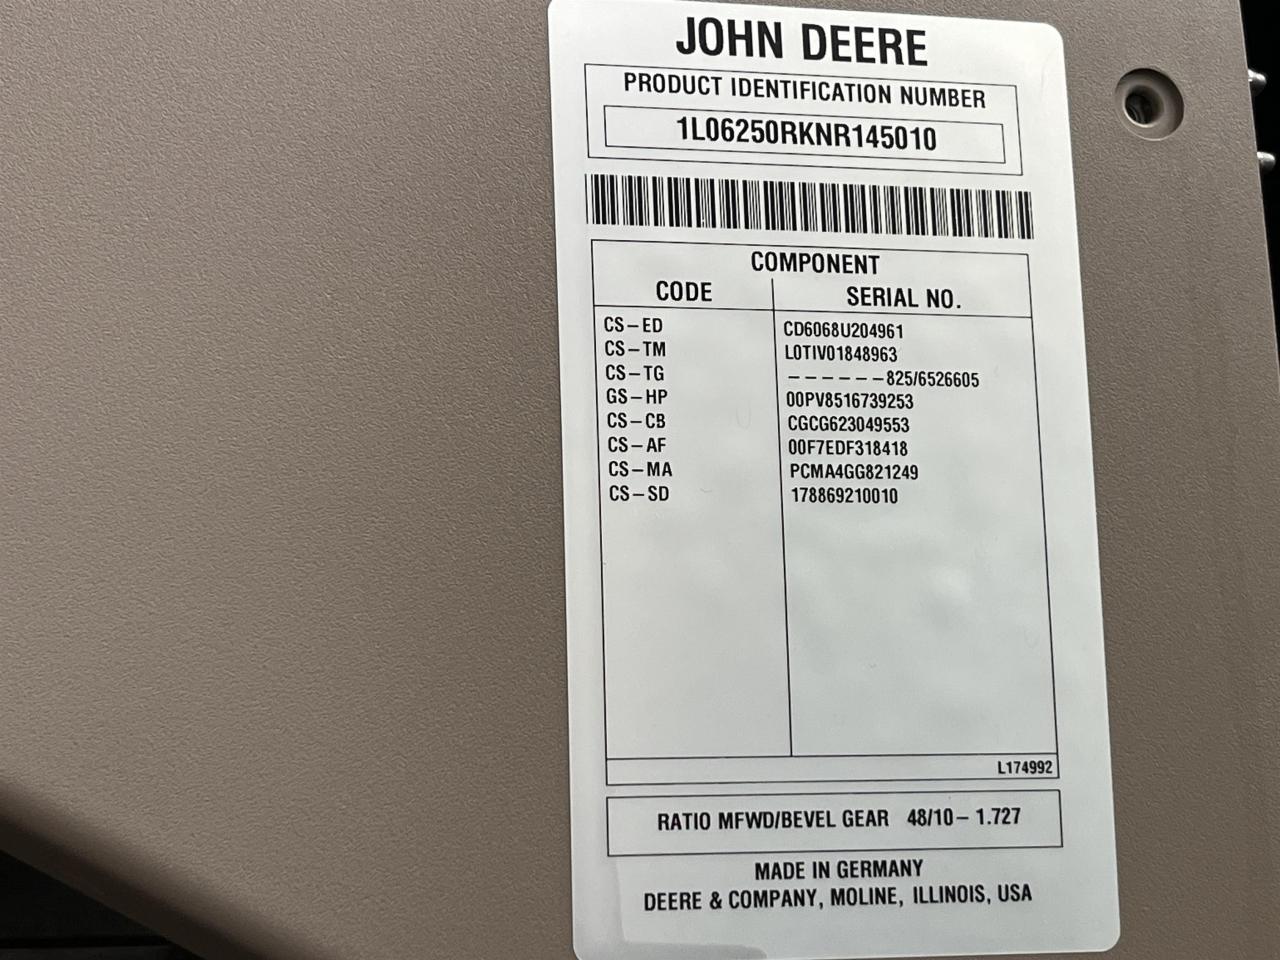 JOHN DEERE
PRODUCT IDENTIFICATION NUMBER
1L06250RKNR145010
COMPONENT
CODE SERIAL NO.
CS-ED CD6068U204961
CS-TM L0TIV01848963
CS-TG ------825/6526605
GS-HP 00PV8516739253
CS-CB CGCG623049553
CS-AF 00F7EDF318418
CS-MA PCMA4GG821249
CS-SD 178869210010
L174992
RATIO MFWD/BEVEL GEAR 48/10-1.727
MADE IN GERMANY
DEERE & COMPANY, MOLINE, ILLINOIS, USA